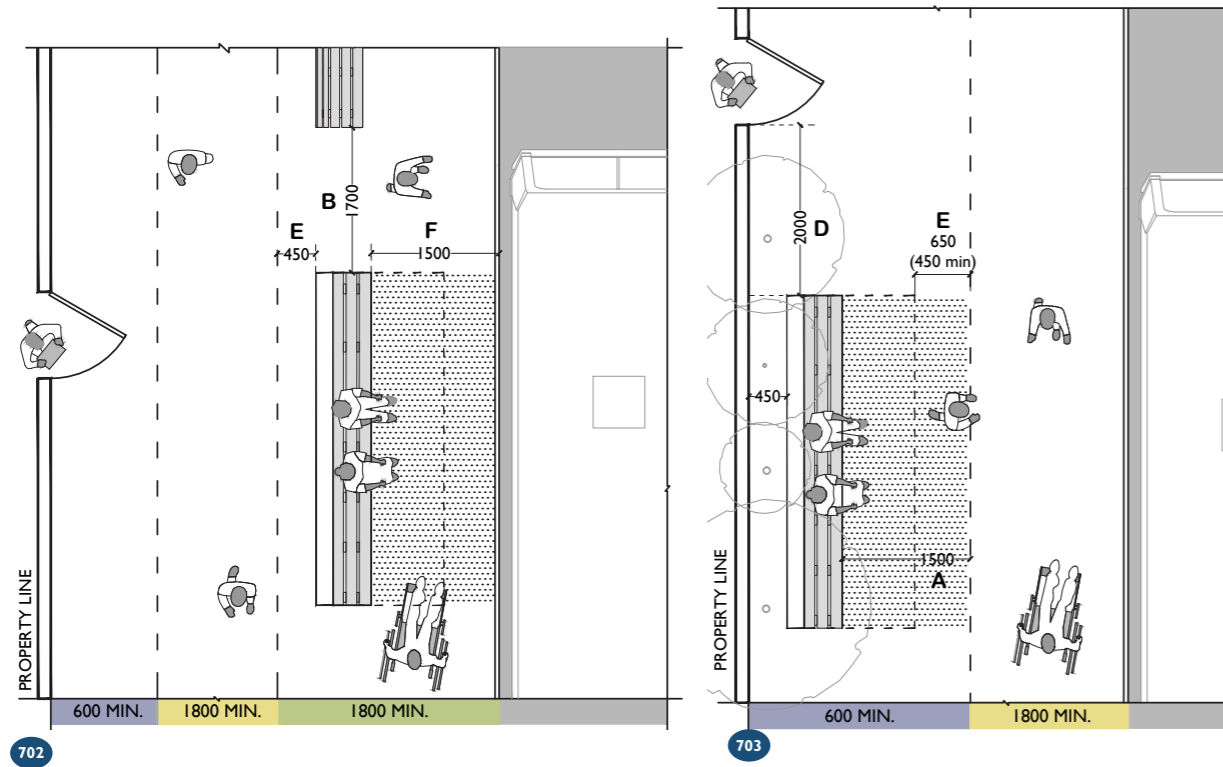 B
1700
E
450
F
1500
PROPERTY LINE
600 MIN.
1800 MIN.
1800 MIN.
702
2000
D
E
650
(450 min)
450
1500
A
PROPERTY LINE
600 MIN.
1800 MIN.
703